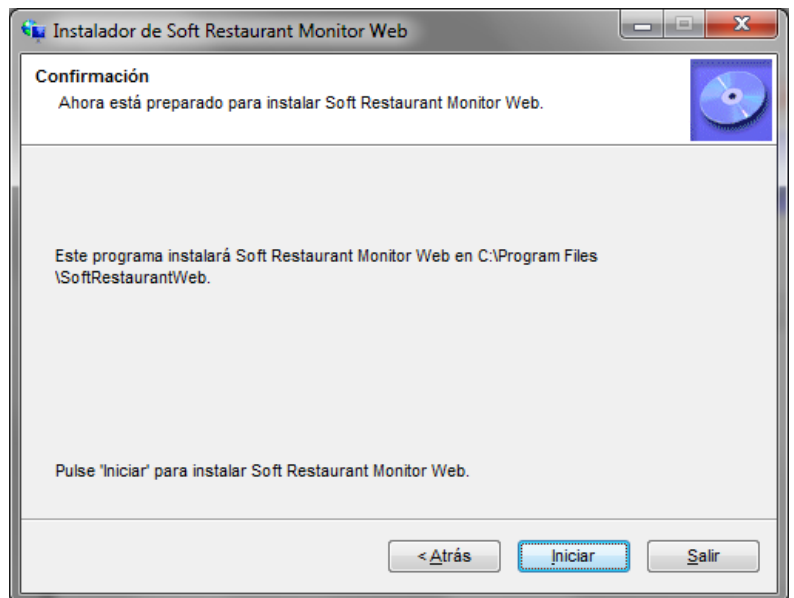 Instalador de Soft Restaurant Monitor Web
Confirmación
Ahora está preparado para instalar Soft Restaurant Monitor Web.
Este programa instalará Soft Restaurant Monitor Web en C:\Program Files
\SoftRestaurantWeb.
Pulse 'Iniciar' para instalar Soft Restaurant Monitor Web.
< Atrás
Iniciar
Salir